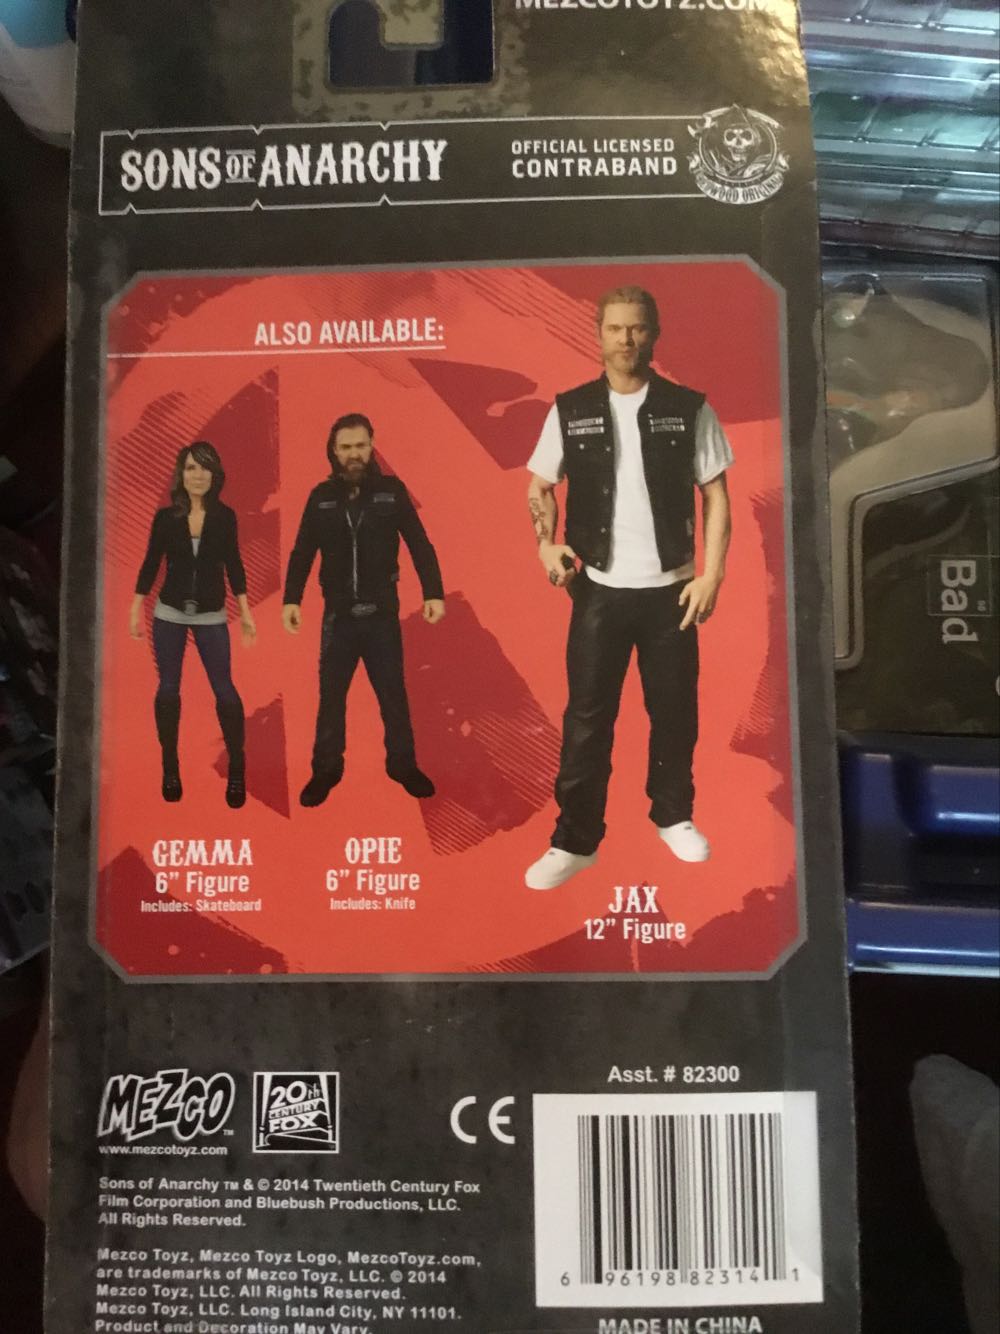 MEZCOTOYZ.COM
SONS OF ANARCHY
OFFICIAL LICENSED
CONTRABAND
ALSO AVAILABLE:
GEMMA
6” Figure
Includes: Skateboard
OPIE
6” Figure
Includes: Knife
JAX
12” Figure
Bad
MEZCO™
www.mezcotoyz.com
20th
CENTURY
FOX
CE
Asst. # 82300
Sons of Anarchy TM & © 2014 Twentieth Century Fox
Film Corporation and Bluebush Productions, LLC.
All Rights Reserved.
Mezco Toyz, Mezco Toyz Logo, MezcoToyz.com,
are trademarks of Mezco Toyz, LLC. © 2014
Mezco Toyz, LLC. All Rights Reserved.
Mezco Toyz, LLC. Long Island City, NY 11101.
Product and Decoration May Vary.
6 96198 82314 1
MADE IN CHINA